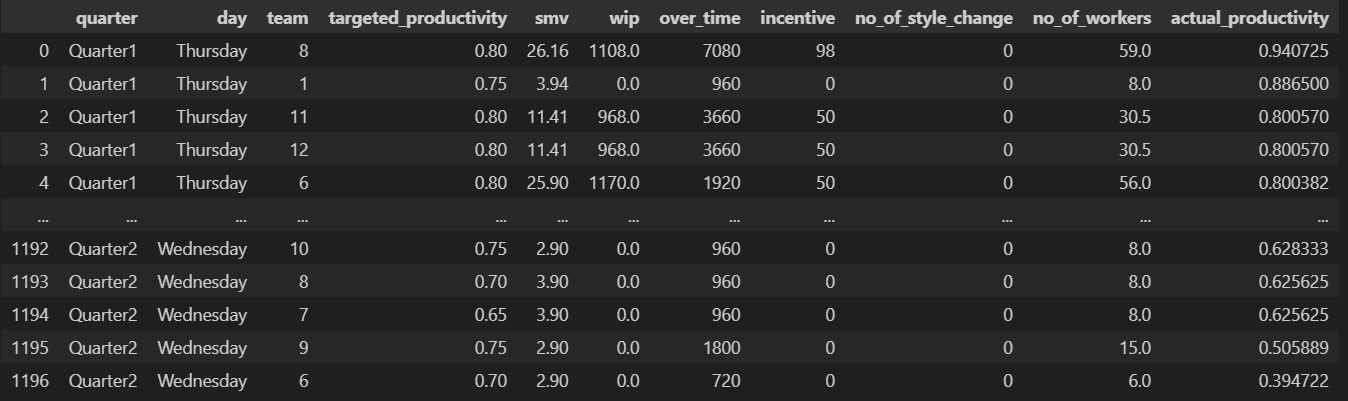 quarter day team targeted_productivity smv wip over_time incentive no_of_style_change no_of_workers actual_productivity
0 Quarter1 Thursday 8 0.80 26.16 1108.0 7080 98 0 59.0 0.940725
1 Quarter1 Thursday 1 0.75 3.94 0.0 960 0 0 8.0 0.886500
2 Quarter1 Thursday 11 0.80 11.41 968.0 3660 50 0 30.5 0.800570
3 Quarter1 Thursday 12 0.80 11.41 968.0 3660 50 0 30.5 0.800570
4 Quarter1 Thursday 6 0.80 25.90 1170.0 1920 50 0 56.0 0.800382
... ... ... ... ... ... ... ... ... ... ... ...
1192 Quarter2 Wednesday 10 0.75 2.90 0.0 960 0 0 8.0 0.628333
1193 Quarter2 Wednesday 8 0.70 3.90 0.0 960 0 0 8.0 0.625625
1194 Quarter2 Wednesday 7 0.65 3.90 0.0 960 0 0 8.0 0.625625
1195 Quarter2 Wednesday 9 0.75 2.90 0.0 1800 0 0 15.0 0.505889
1196 Quarter2 Wednesday 6 0.70 2.90 0.0 720 0 0 6.0 0.394722